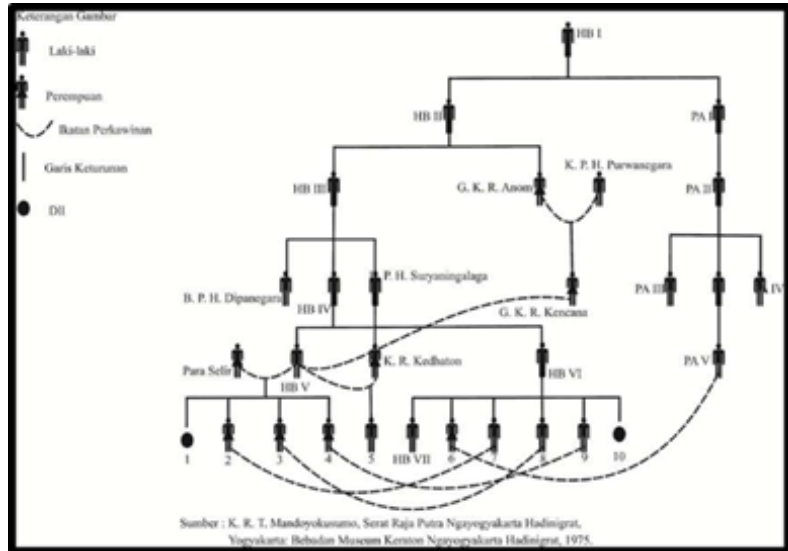 Keterangan Gambar
Laki-laki
Perempuan
Ikatan Perkawinan
Garis Keturunan
Dll
HB I
HB II
PA I
HB III
G. K. R. Anom
K. P. H. Purwanegara
PA II
B. P. H. Dipanegara
HB IV
P. H. Suryaningalaga
G. K. R. Kencana
PA III
IV
Para Selir
HB V
K. R. Kedhaton
HB VI
PA V
1
2
3
4
5
HB VII
6
7
8
9
10
Sumber : K. R. T. Mandoyokusumo, Serat Raja Putra Ngayogyakarta Hadinigrat,
Yogyakarta: Bebadan Museum Keraton Ngayogyakarta Hadinigrat, 1975.